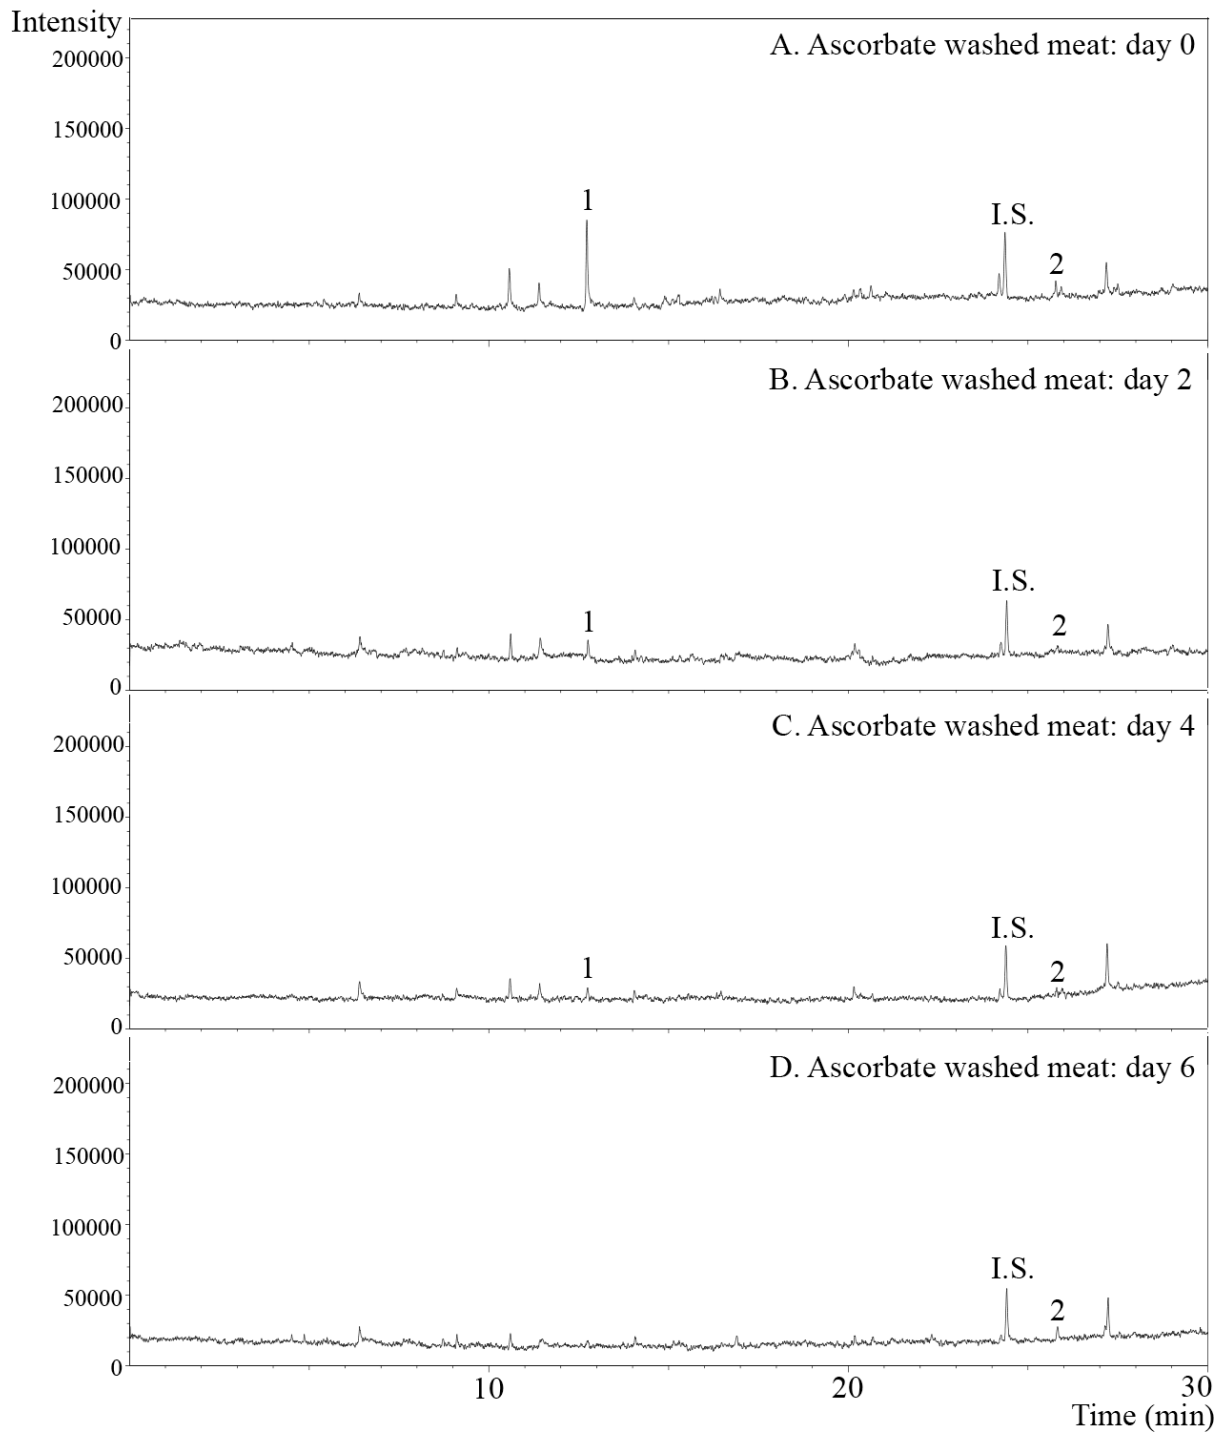 Intensity
A. Ascorbate washed meat: day 0
200000
150000
100000
50000
0
1
I.S.
2
B. Ascorbate washed meat: day 2
200000
150000
100000
50000
0
1
I.S.
2
C. Ascorbate washed meat: day 4
200000
150000
100000
50000
0
1
I.S.
2
D. Ascorbate washed meat: day 6
200000
150000
100000
50000
0
I.S.
2
10 20 30
Time (min)